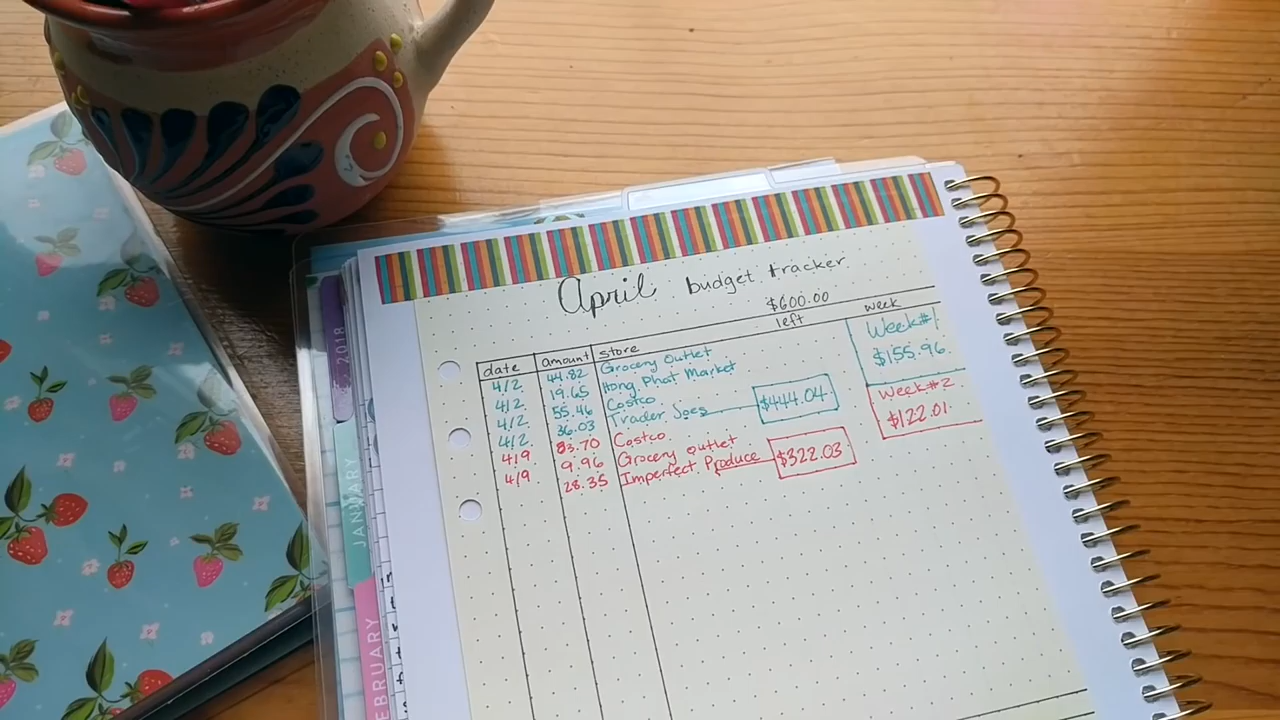 April budget tracker
$600.00
date amount store left week
4/2 44.82 Grocery Outlet
4/2 19.65 Hong Phat Market
4/2 55.46 Costco
4/2 36.03 Trader Joes $444.04
4/9 83.70 Costco
4/9 9.96 Grocery outlet
28.35 Imperfect Produce $322.03
Week#1
$155.96
Week#2
$122.01
2018
JANUARY
FEBRUARY